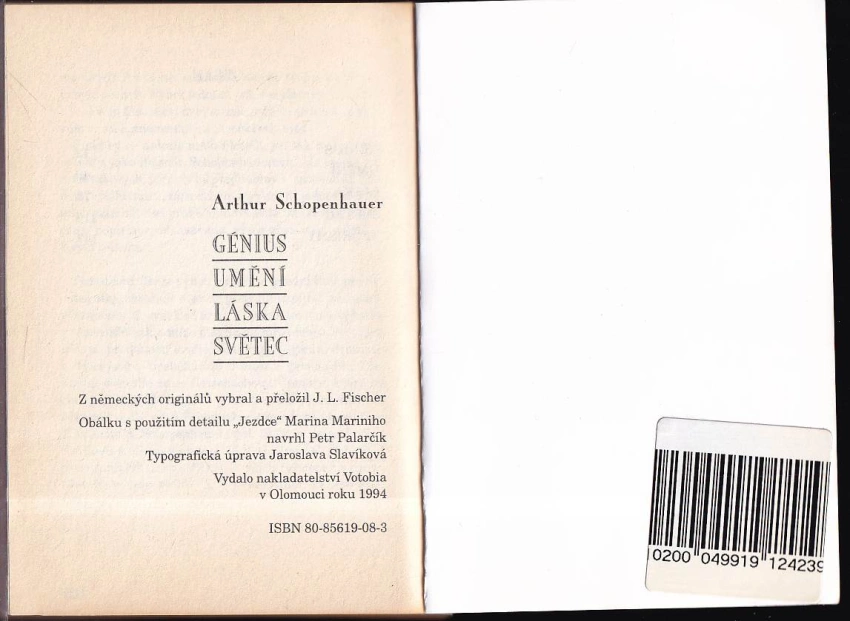 Arthur Schopenhauer
GÉNIUS
UMĚNÍ
LÁSKA
SVĚTEC
Z německých originálů vybral a přeložil J. L. Fischer
Obálku s použitím detailu „Jezdce“ Marina Mariniho
navrhl Petr Palarčík
Typografická úprava Jaroslava Slavíková
Vydalo nakladatelství Votobia
v Olomouci roku 1994
ISBN 80-85619-08-3
0200 049919 124239